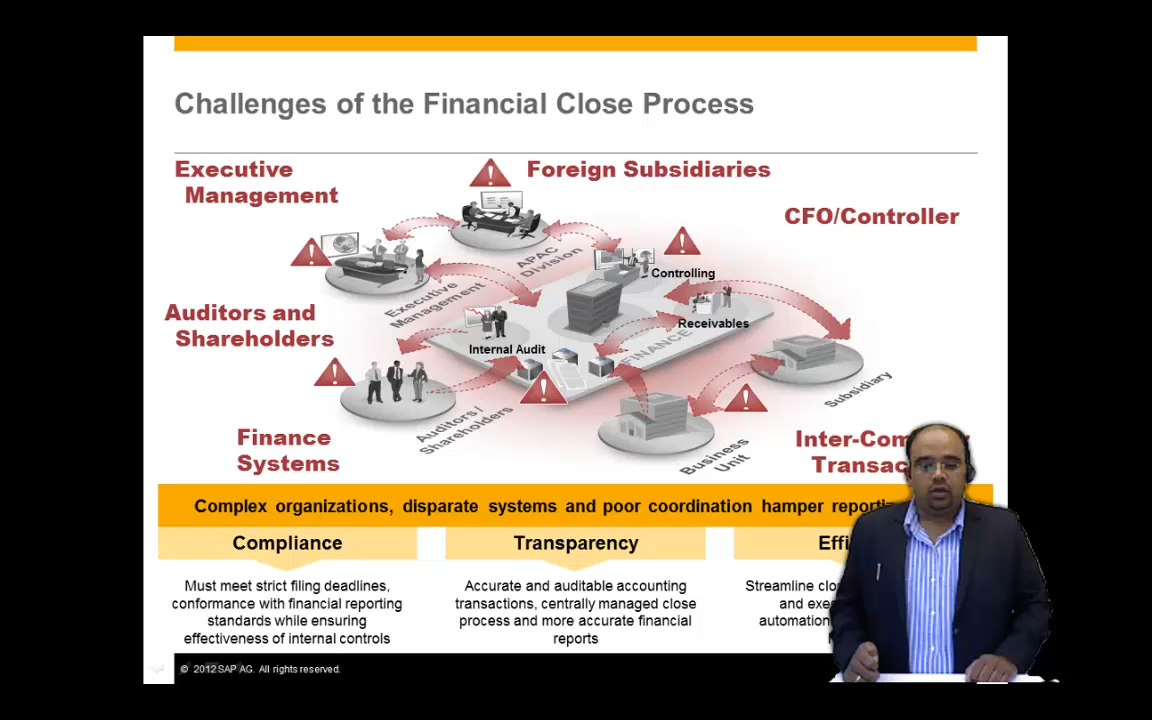 Challenges of the Financial Close Process
Executive
Management
Foreign Subsidiaries
CFO/Controller
APAC
Division
Controlling
Executive
Management
Receivables
Auditors and
Shareholders
Internal Audit
FINANCE
Subsidiary
Auditors /
Shareholders
Business
Unit
Finance
Systems
Transac
Complex organizations, disparate systems and poor coordination hamper
Compliance
Transparency
Must meet strict filing deadlines,
conformance with financial reporting
standards while ensuring
effectiveness of internal controls
Accurate and auditable accounting
transactions, centrally managed close
process and more accurate financial
reports
Streamline
and
© 2012 SAP AG. All rights reserved.